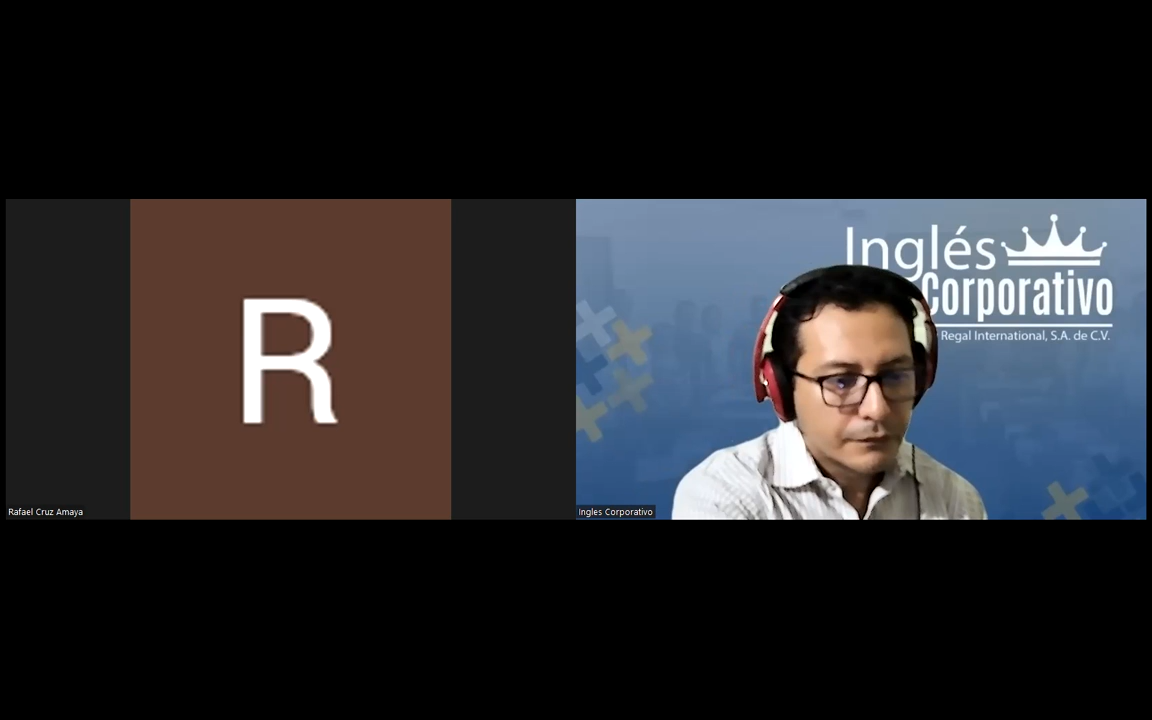 R
Rafael Cruz Amaya
Inglés
Corporativo
Regal International, S.A. de C.V.
Ingles Corporativo